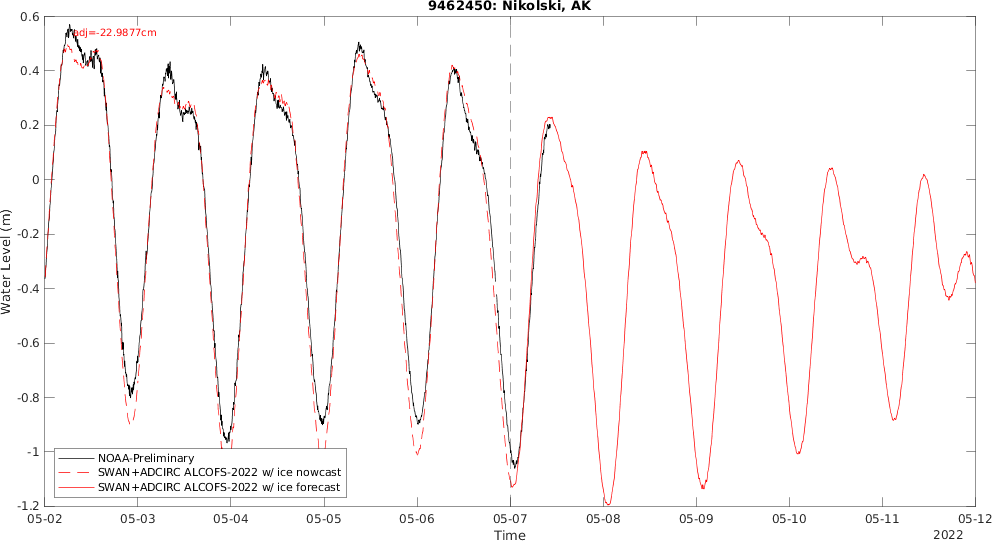 9462450: Nikolski, AK
adj=-22.9877cm
0.6
0.4
0.2
0
-0.2
-0.4
-0.6
-0.8
-1
-1.2
Water Level (m)
NOAA-Preliminary
SWAN+ADCIRC ALCOFS-2022 w/ ice nowcast
SWAN+ADCIRC ALCOFS-2022 w/ ice forecast
05-02 05-03 05-04 05-05 05-06 05-07 05-08 05-09 05-10 05-11 05-12
Time
2022